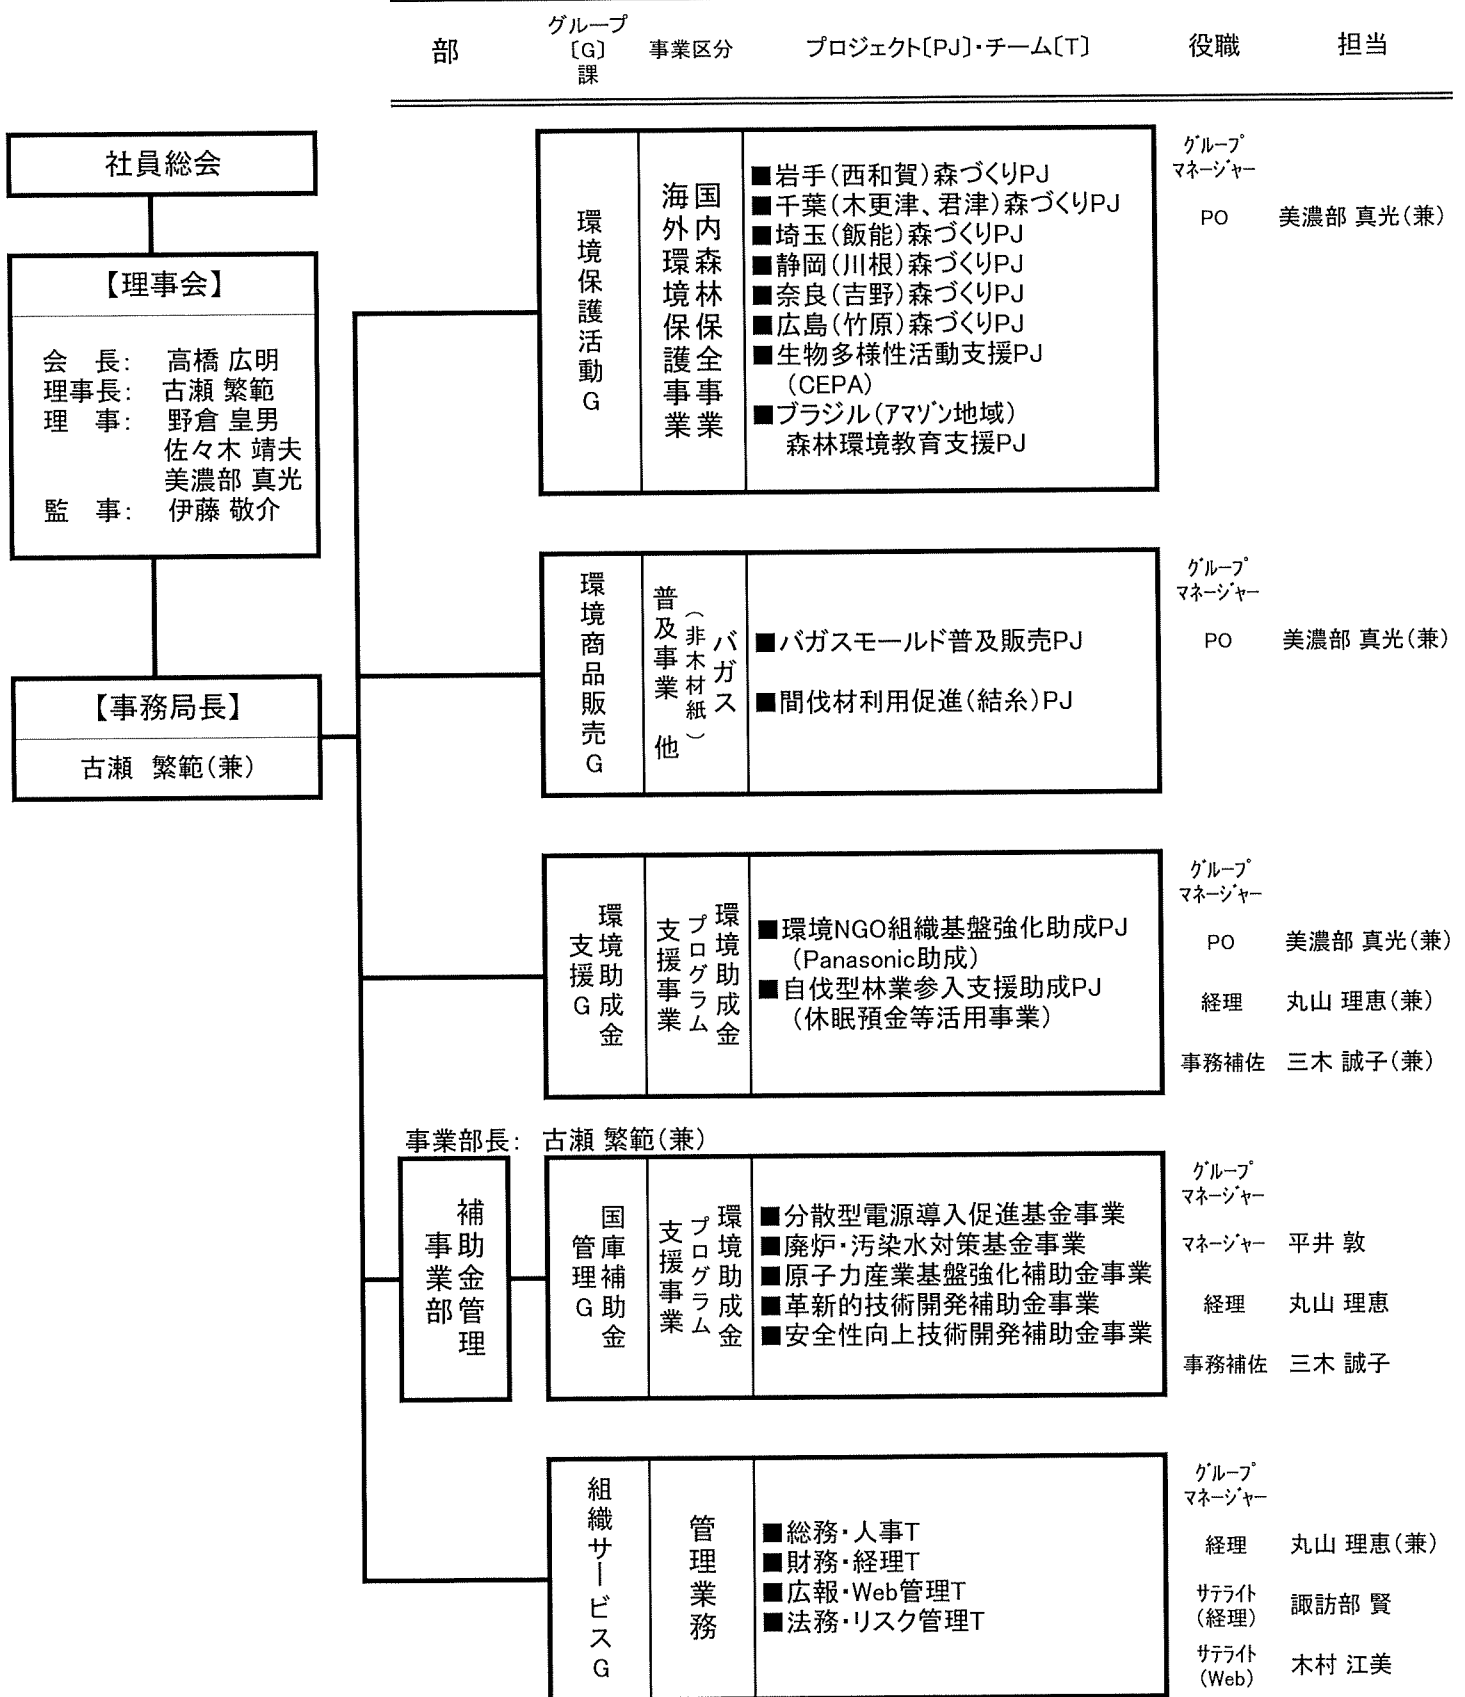 部
グループ
〔G〕
課
事業区分
プロジェクト〔PJ〕・チーム〔T〕
役職
担当
社員総会
【理事会】
会　長：　高橋 広明
理事長：　古瀬 繁範
理　事：　野倉 皇男
佐々木 靖夫
美濃部 真光
監　事：　伊藤 敬介
【事務局長】
古瀬　繁範（兼）
環境保護活動G
国内森林保全事業
海外環境保護事業
■岩手（西和賀）森づくりPJ
■千葉（木更津、君津）森づくりPJ
■埼玉（飯能）森づくりPJ
■静岡（川根）森づくりPJ
■奈良（吉野）森づくりPJ
■広島（竹原）森づくりPJ
■生物多様性活動支援PJ
（CEPA）
■ブラジル（アマゾン地域）
森林環境教育支援PJ
グループ
マネージャー
PO　美濃部 真光（兼）
環境商品販売G
バガス
（非木材紙）
普及事業　他
■バガスモールド普及販売PJ
■間伐材利用促進（結糸）PJ
グループ
マネージャー
PO　美濃部 真光（兼）
環境助成金
支援G
環境助成金
プログラム
支援事業
■環境NGO組織基盤強化助成PJ
（Panasonic助成）
■自伐型林業参入支援助成PJ
（休眠預金等活用事業）
グループ
マネージャー
PO　美濃部 真光（兼）
経理　丸山 理恵（兼）
事務補佐　三木 誠子（兼）
事業部長：　古瀬 繁範（兼）
補助金管理
事業部
国庫補助金
管理G
環境助成金
プログラム
支援事業
■分散型電源導入促進基金事業
■廃炉・汚染水対策基金事業
■原子力産業基盤強化補助金事業
■革新的技術開発補助金事業
■安全性向上技術開発補助金事業
グループ
マネージャー
マネージャー　平井 敦
経理　丸山 理恵
事務補佐　三木 誠子
組織サービスG
管理業務
■総務・人事T
■財務・経理T
■広報・Web管理T
■法務・リスク管理T
グループ
マネージャー
経理　丸山 理恵（兼）
サテライト
（経理）
諏訪部 賢
サテライト
（Web）
木村 江美